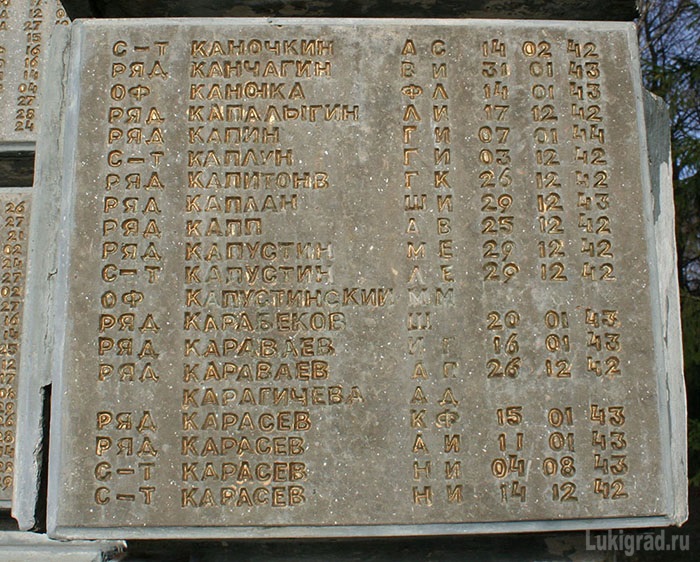 С-Т КАНОЧКИН А С 14 02 42
РЯД КАНЧАГИН В И 31 01 43
ОФ КАНОЧКА Ф Л 14 01 43
РЯД КАПАЛЫГИН Л И 17 12 42
РЯД КАПИН Г И 07 01 44
С-Т КАПЛУН Г И 03 12 42
РЯД КАПИТОНВ Г К 26 12 42
РЯД КАПЛАН Ш И 29 12 43
РЯД КАПП А В 25 12 42
РЯД КАПУСТИН М Е 29 12 42
С-Т КАПУСТИН Л Е 29 12 42
ОФ КАПУСТИНСКИЙ М М
РЯД КАРАБЕКОВ Ш 20 01 43
РЯД КАРАВАЕВ И Г 16 01 43
РЯД КАРАВАЕВ А Г 26 12 42
КАРАГИЧЕВА А Д
РЯД КАРАСЕВ К Ф 15 01 43
РЯД КАРАСЕВ А И 11 01 43
С-Т КАРАСЕВ Н И 04 08 43
С-Т КАРАСЕВ Н И 14 12 42
Lukigrad.ru